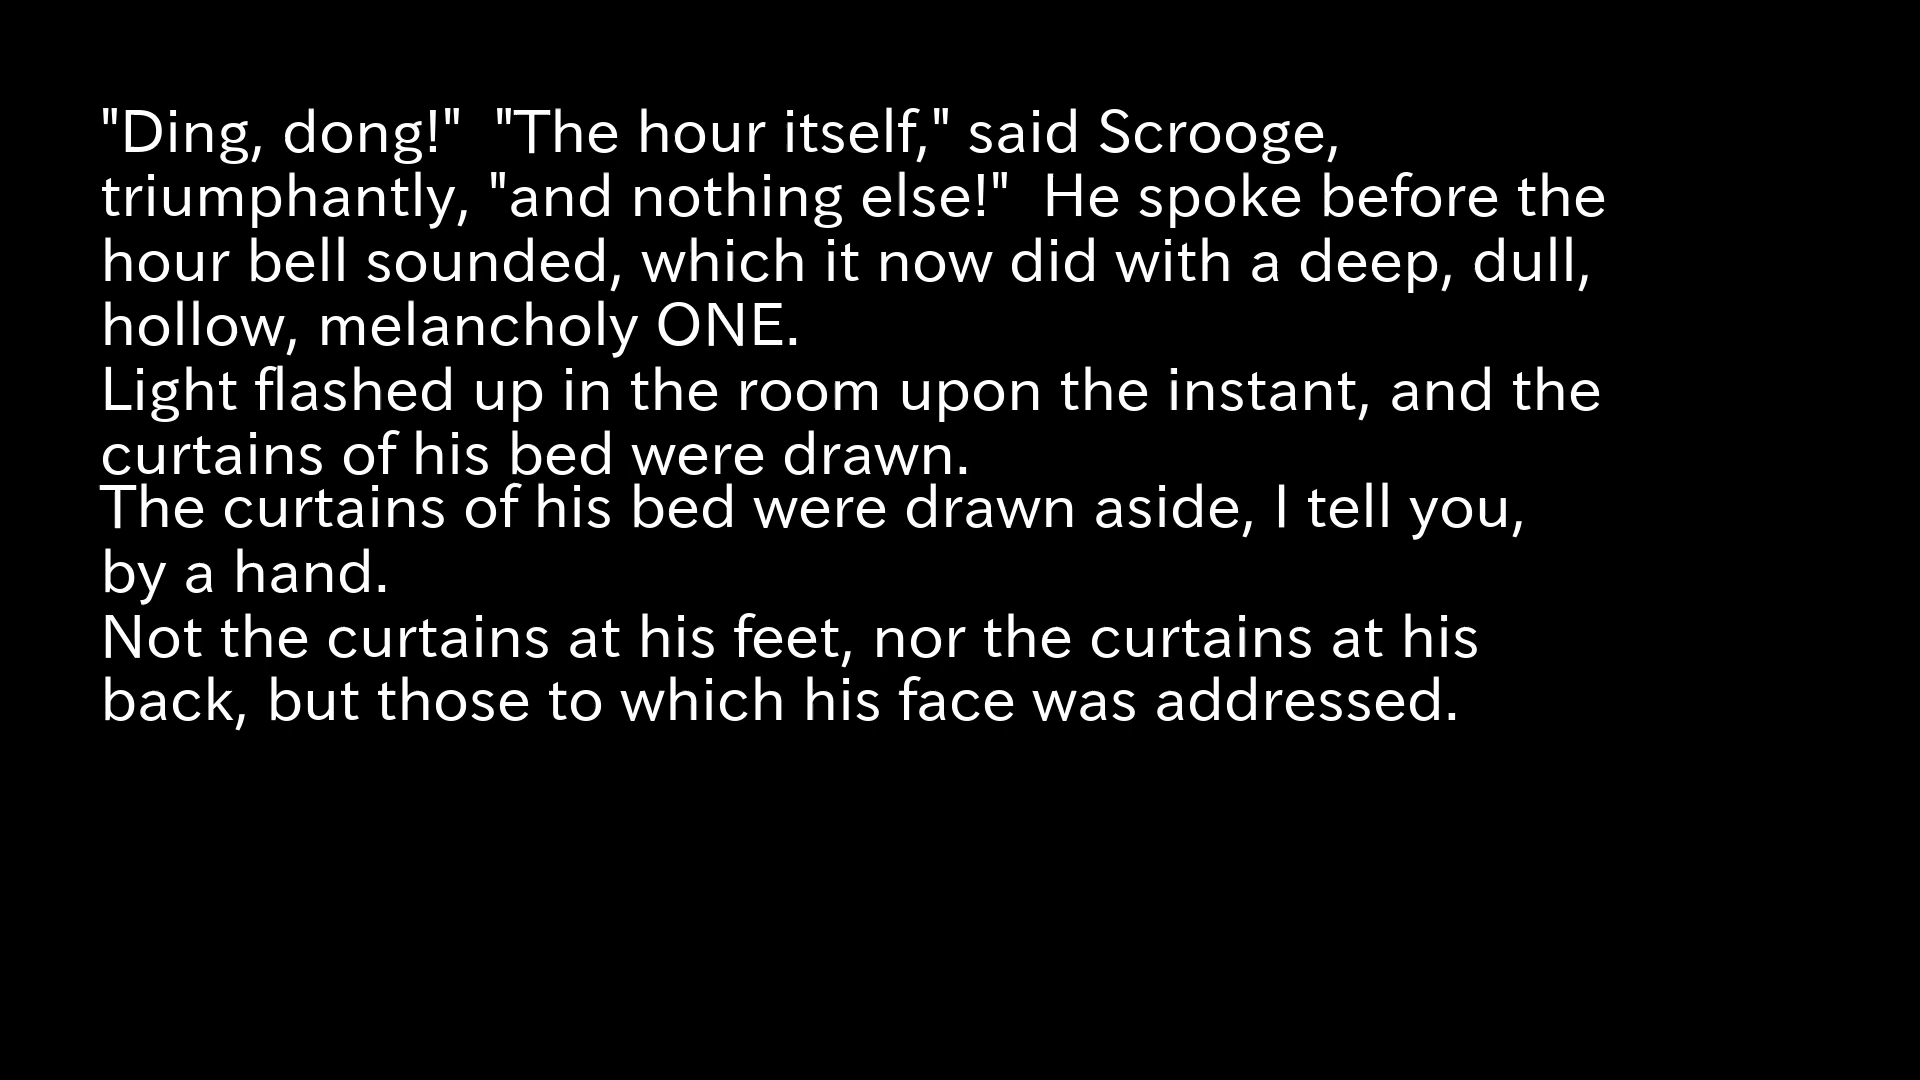 "Ding, dong!"  "The hour itself," said Scrooge,
triumphantly, "and nothing else!"  He spoke before the
hour bell sounded, which it now did with a deep, dull,
hollow, melancholy ONE.
Light flashed up in the room upon the instant, and the
curtains of his bed were drawn.
The curtains of his bed were drawn aside, I tell you,
by a hand.
Not the curtains at his feet, nor the curtains at his
back, but those to which his face was addressed.